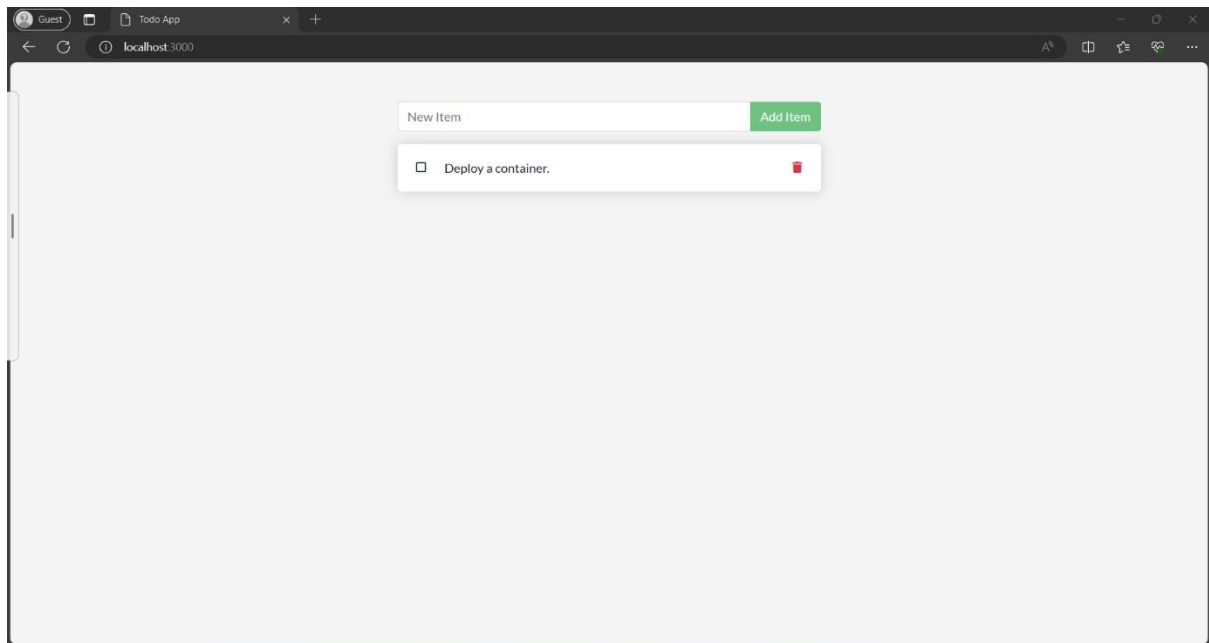 Guest Todo App
localhost:3000
New Item Add Item
Deploy a container.